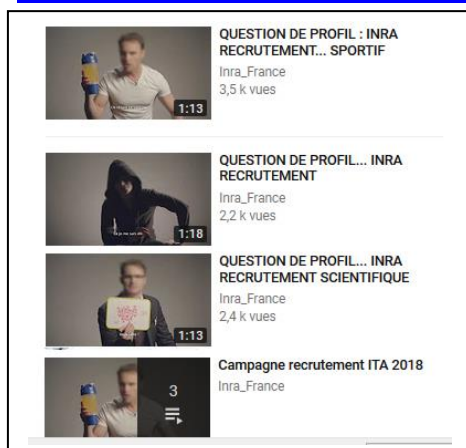 QUESTION DE PROFIL : INRA
RECRUTEMENT... SPORTIF
Inra_France
3,5 k vues
1:13
QUESTION DE PROFIL... INRA
RECRUTEMENT
Inra_France
2,2 k vues
1:18
QUESTION DE PROFIL... INRA
RECRUTEMENT SCIENTIFIQUE
Inra_France
2,4 k vues
1:13
Campagne recrutement ITA 2018
Inra_France
3